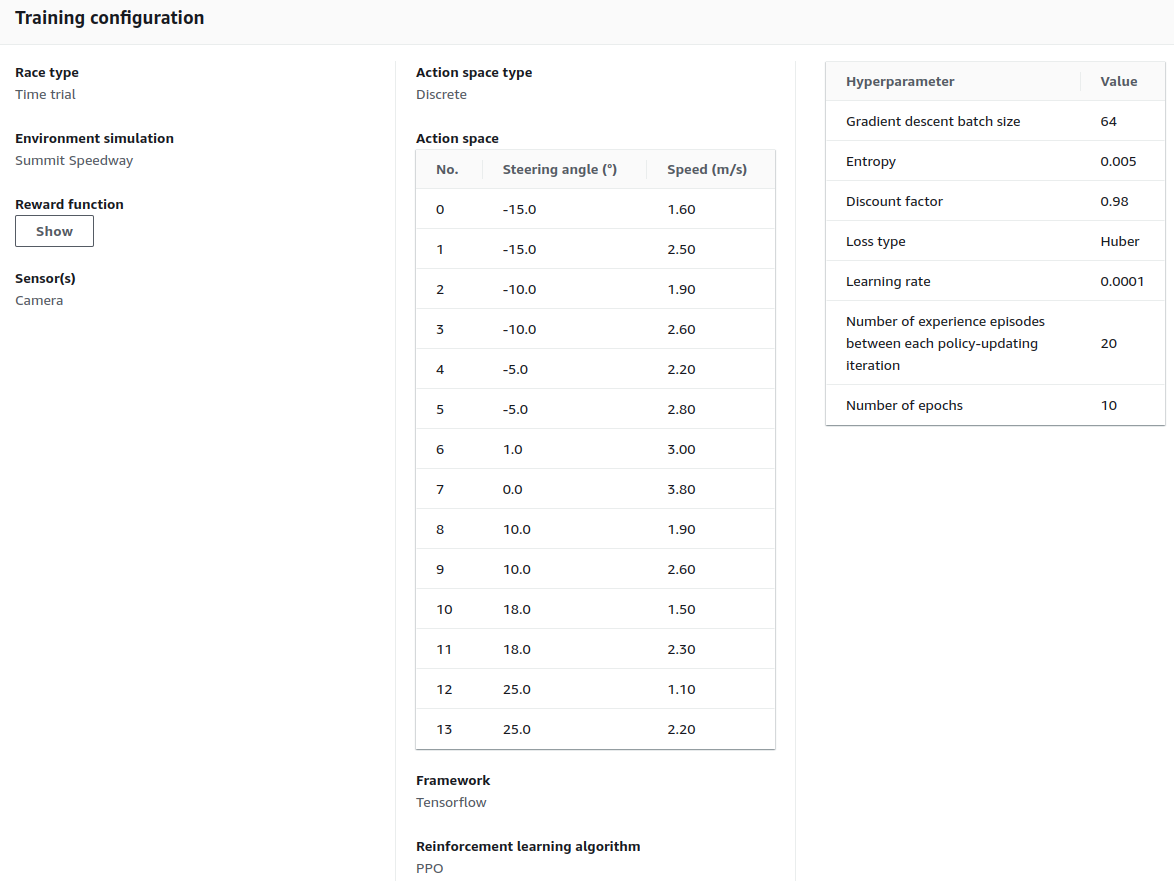 Training configuration
Race type
Time trial
Environment simulation
Summit Speedway
Reward function
Show
Sensor(s)
Camera
Action space type
Discrete
Action space
No. Steering angle (°) Speed (m/s)
0 -15.0 1.60
1 -15.0 2.50
2 -10.0 1.90
3 -10.0 2.60
4 -5.0 2.20
5 -5.0 2.80
6 1.0 3.00
7 0.0 3.80
8 10.0 1.90
9 10.0 2.60
10 18.0 1.50
11 18.0 2.30
12 25.0 1.10
13 25.0 2.20
Framework
Tensorflow
Reinforcement learning algorithm
PPO
Hyperparameter Value
Gradient descent batch size 64
Entropy 0.005
Discount factor 0.98
Loss type Huber
Learning rate 0.0001
Number of experience episodes
between each policy-updating 20
iteration
Number of epochs 10